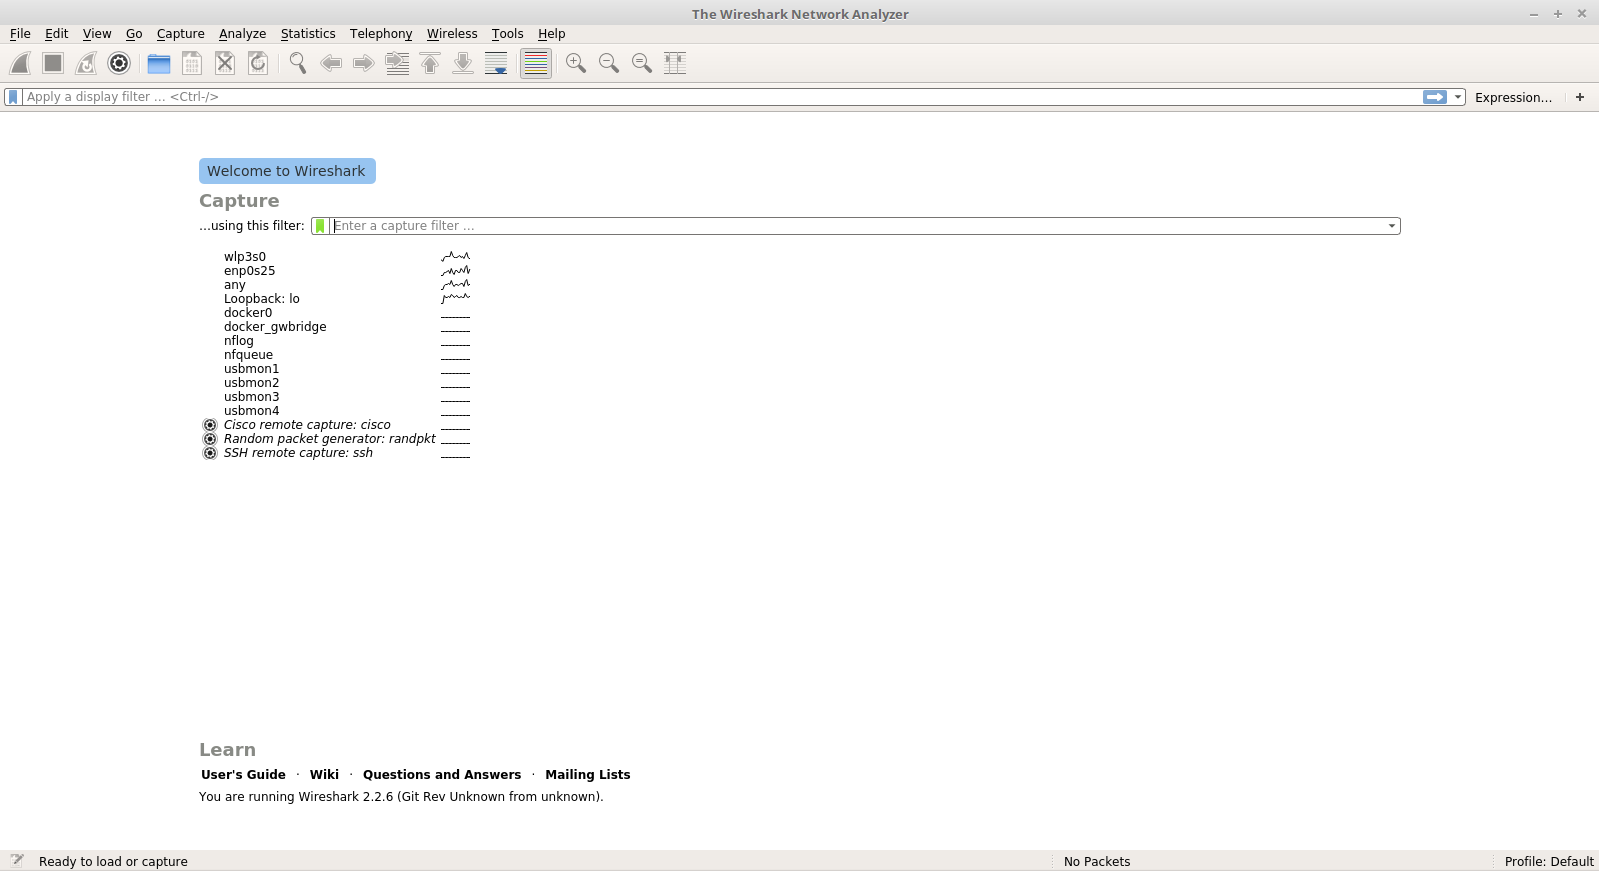 The Wireshark Network Analyzer
File Edit View Go Capture Analyze Statistics Telephony Wireless Tools Help
Apply a display filter ... <Ctrl-/> Expression... +
Welcome to Wireshark
Capture
...using this filter: Enter a capture filter ...
wlp3s0
enp0s25
any
Loopback: lo
docker0
docker_gwbridge
nflog
nfqueue
usbmon1
usbmon2
usbmon3
usbmon4
Cisco remote capture: cisco
Random packet generator: randpkt
SSH remote capture: ssh
Learn
User's Guide · Wiki · Questions and Answers · Mailing Lists
You are running Wireshark 2.2.6 (Git Rev Unknown from unknown).
Ready to load or capture No Packets Profile: Default